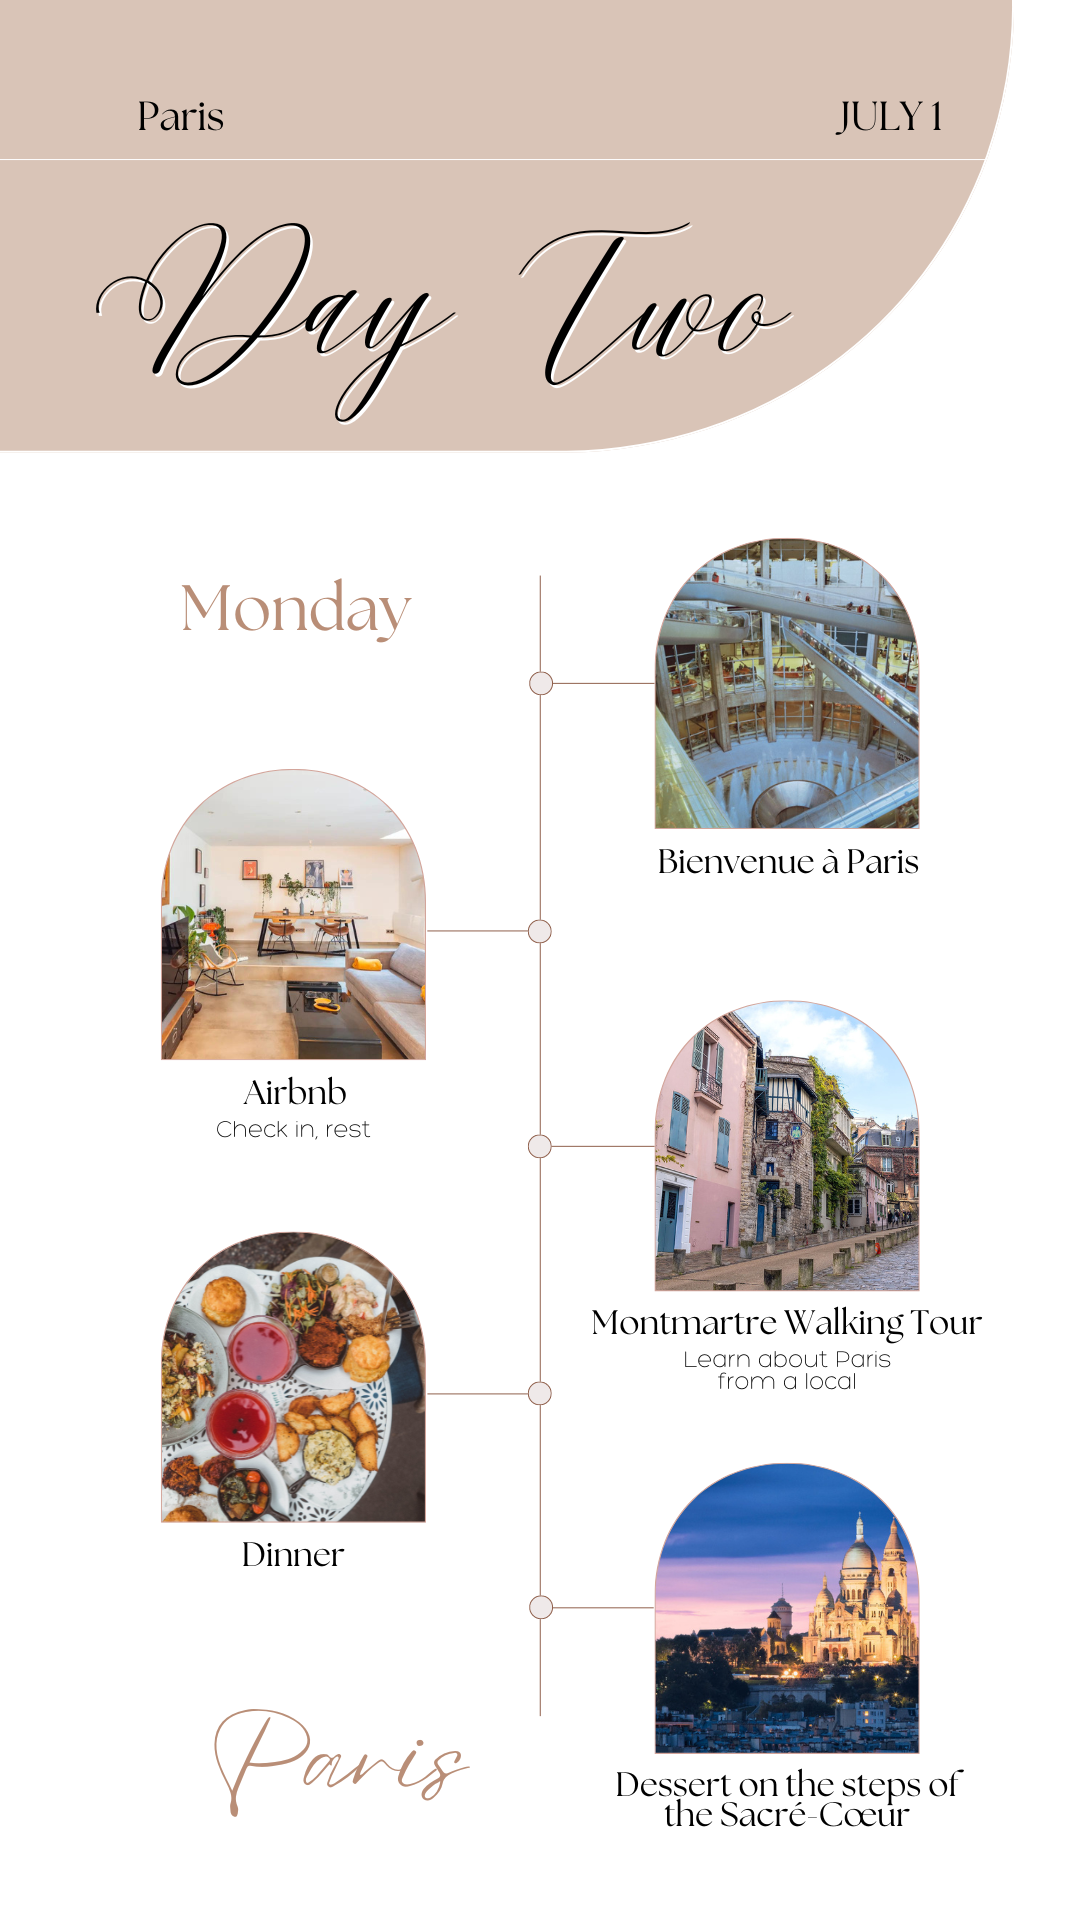 Paris
JULY 1
Day Two
Monday
Bienvenue à Paris
Airbnb
Check in, rest
Montmartre Walking Tour
Learn about Paris
from a local
Dinner
Dessert on the steps of
the Sacré-Cœur
Paris